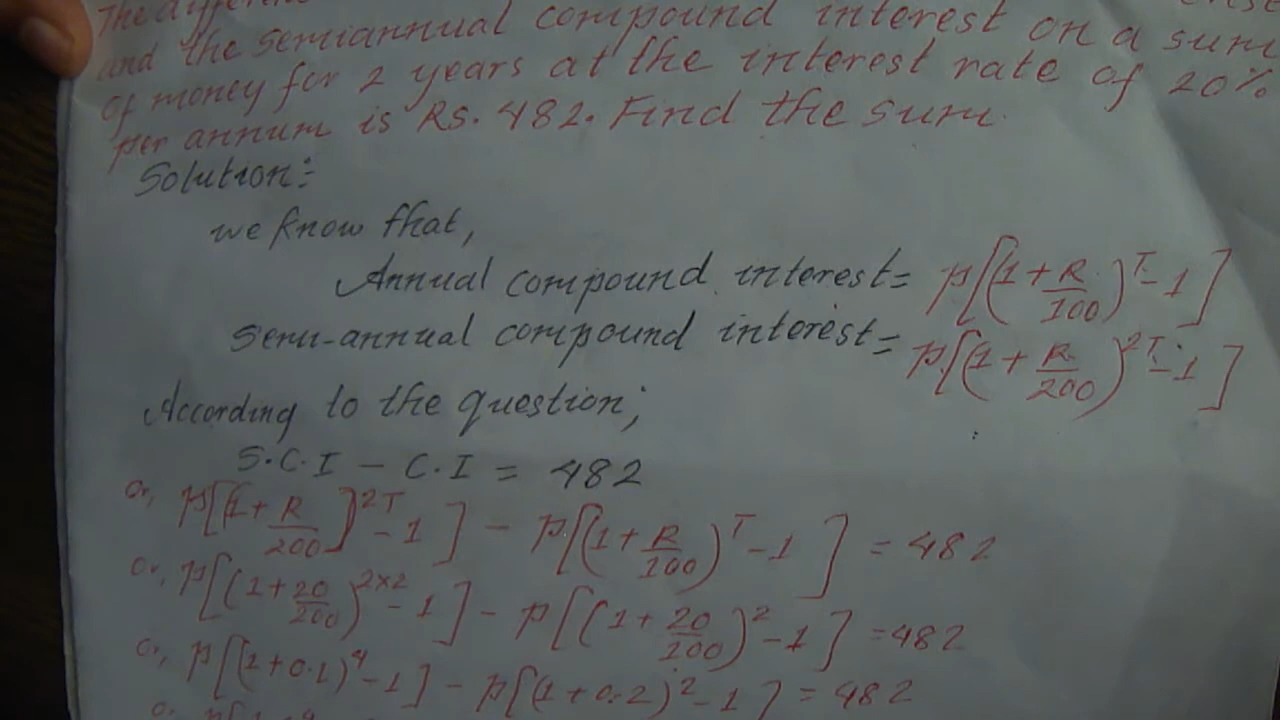 The
and the semiannual compound interest on a sum
of money for 2 years at the interest rate of 20%
per annum is Rs. 482. Find the sum.
Solution:-
we know that,
Annual compound interest = P[(1+R/100)^T-1]
Semi-annual compound interest = P[(1+R/200)^2T-1]
According to the question;
S.C.I - C.I = 482
or, P[(1+R/200)^2T-1] - P[(1+R/100)^T-1] = 482
Or, P[(1+20/200)^2x2-1] - P[(1+20/100)^2-1] = 482
Or, P[(1+0.1)^4-1] - P[(1+0.2)^2-1] = 482